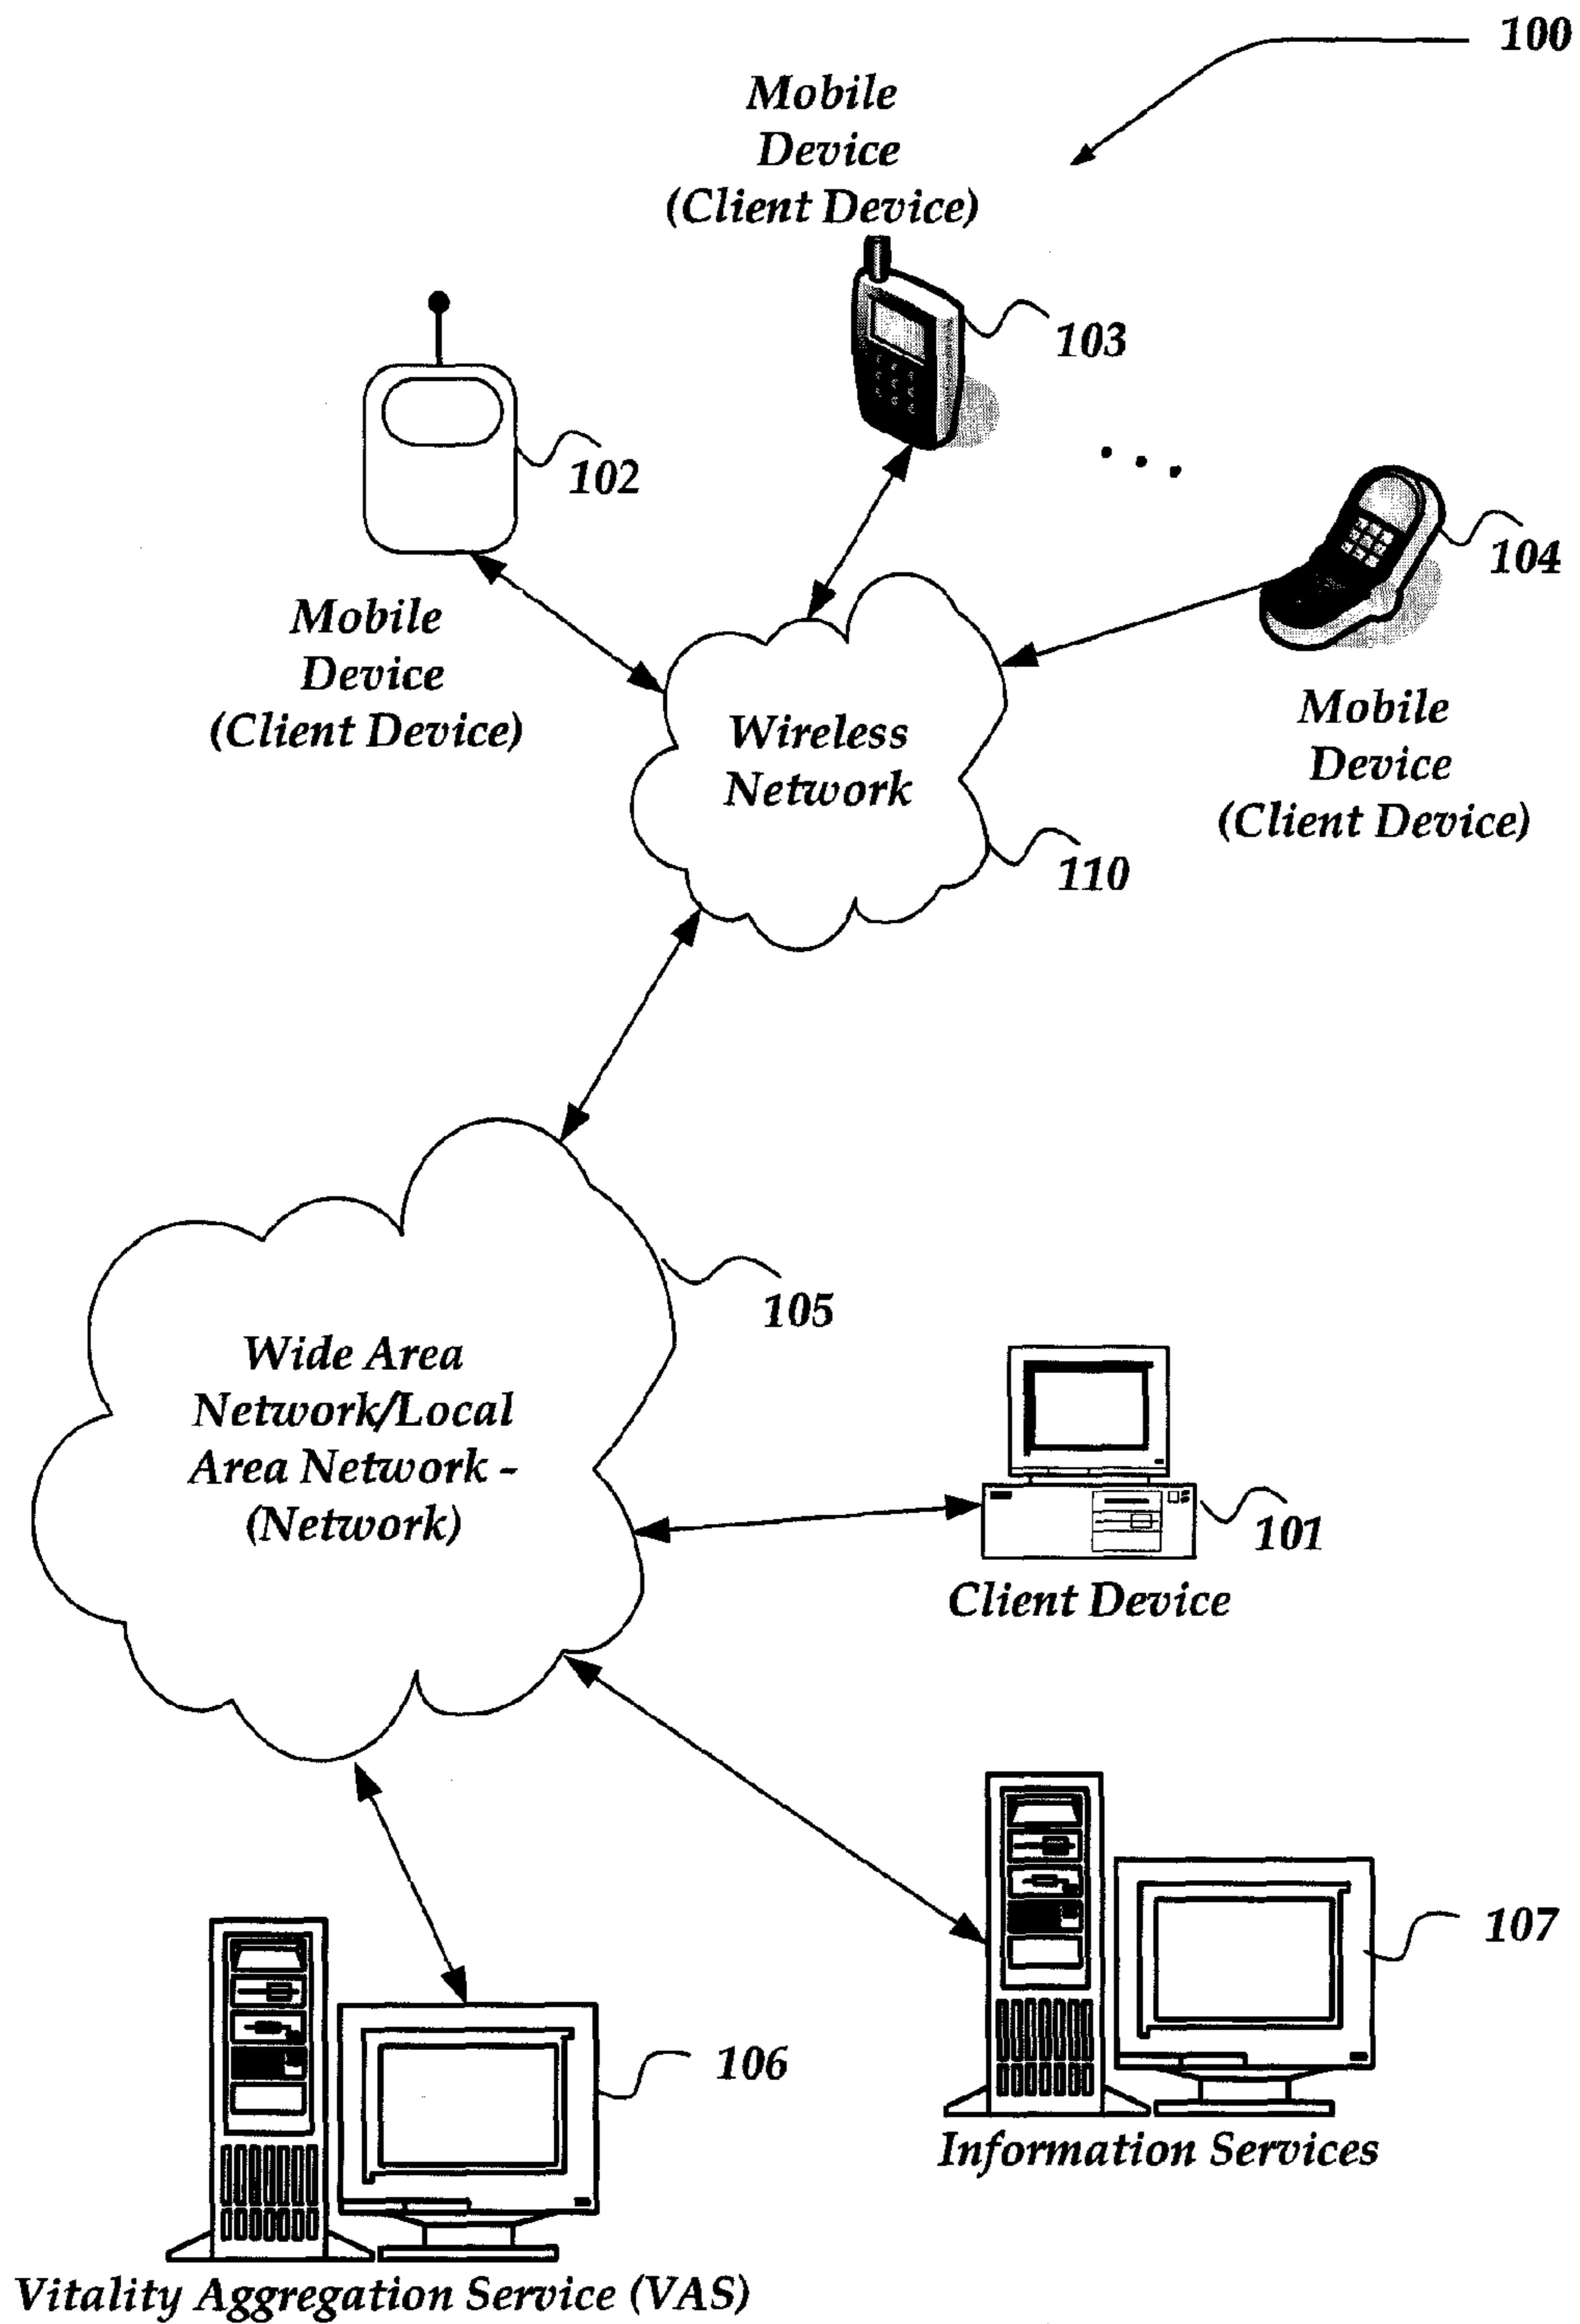 100
Mobile
Device
(Client Device)
103
102
104
Mobile
Device
(Client Device)
Mobile
Device
(Client Device)
Wireless
Network
110
105
Wide Area
Network/Local
Area Network -
(Network)
101
Client Device
107
106
Information Services
Vitality Aggregation Service (VAS)